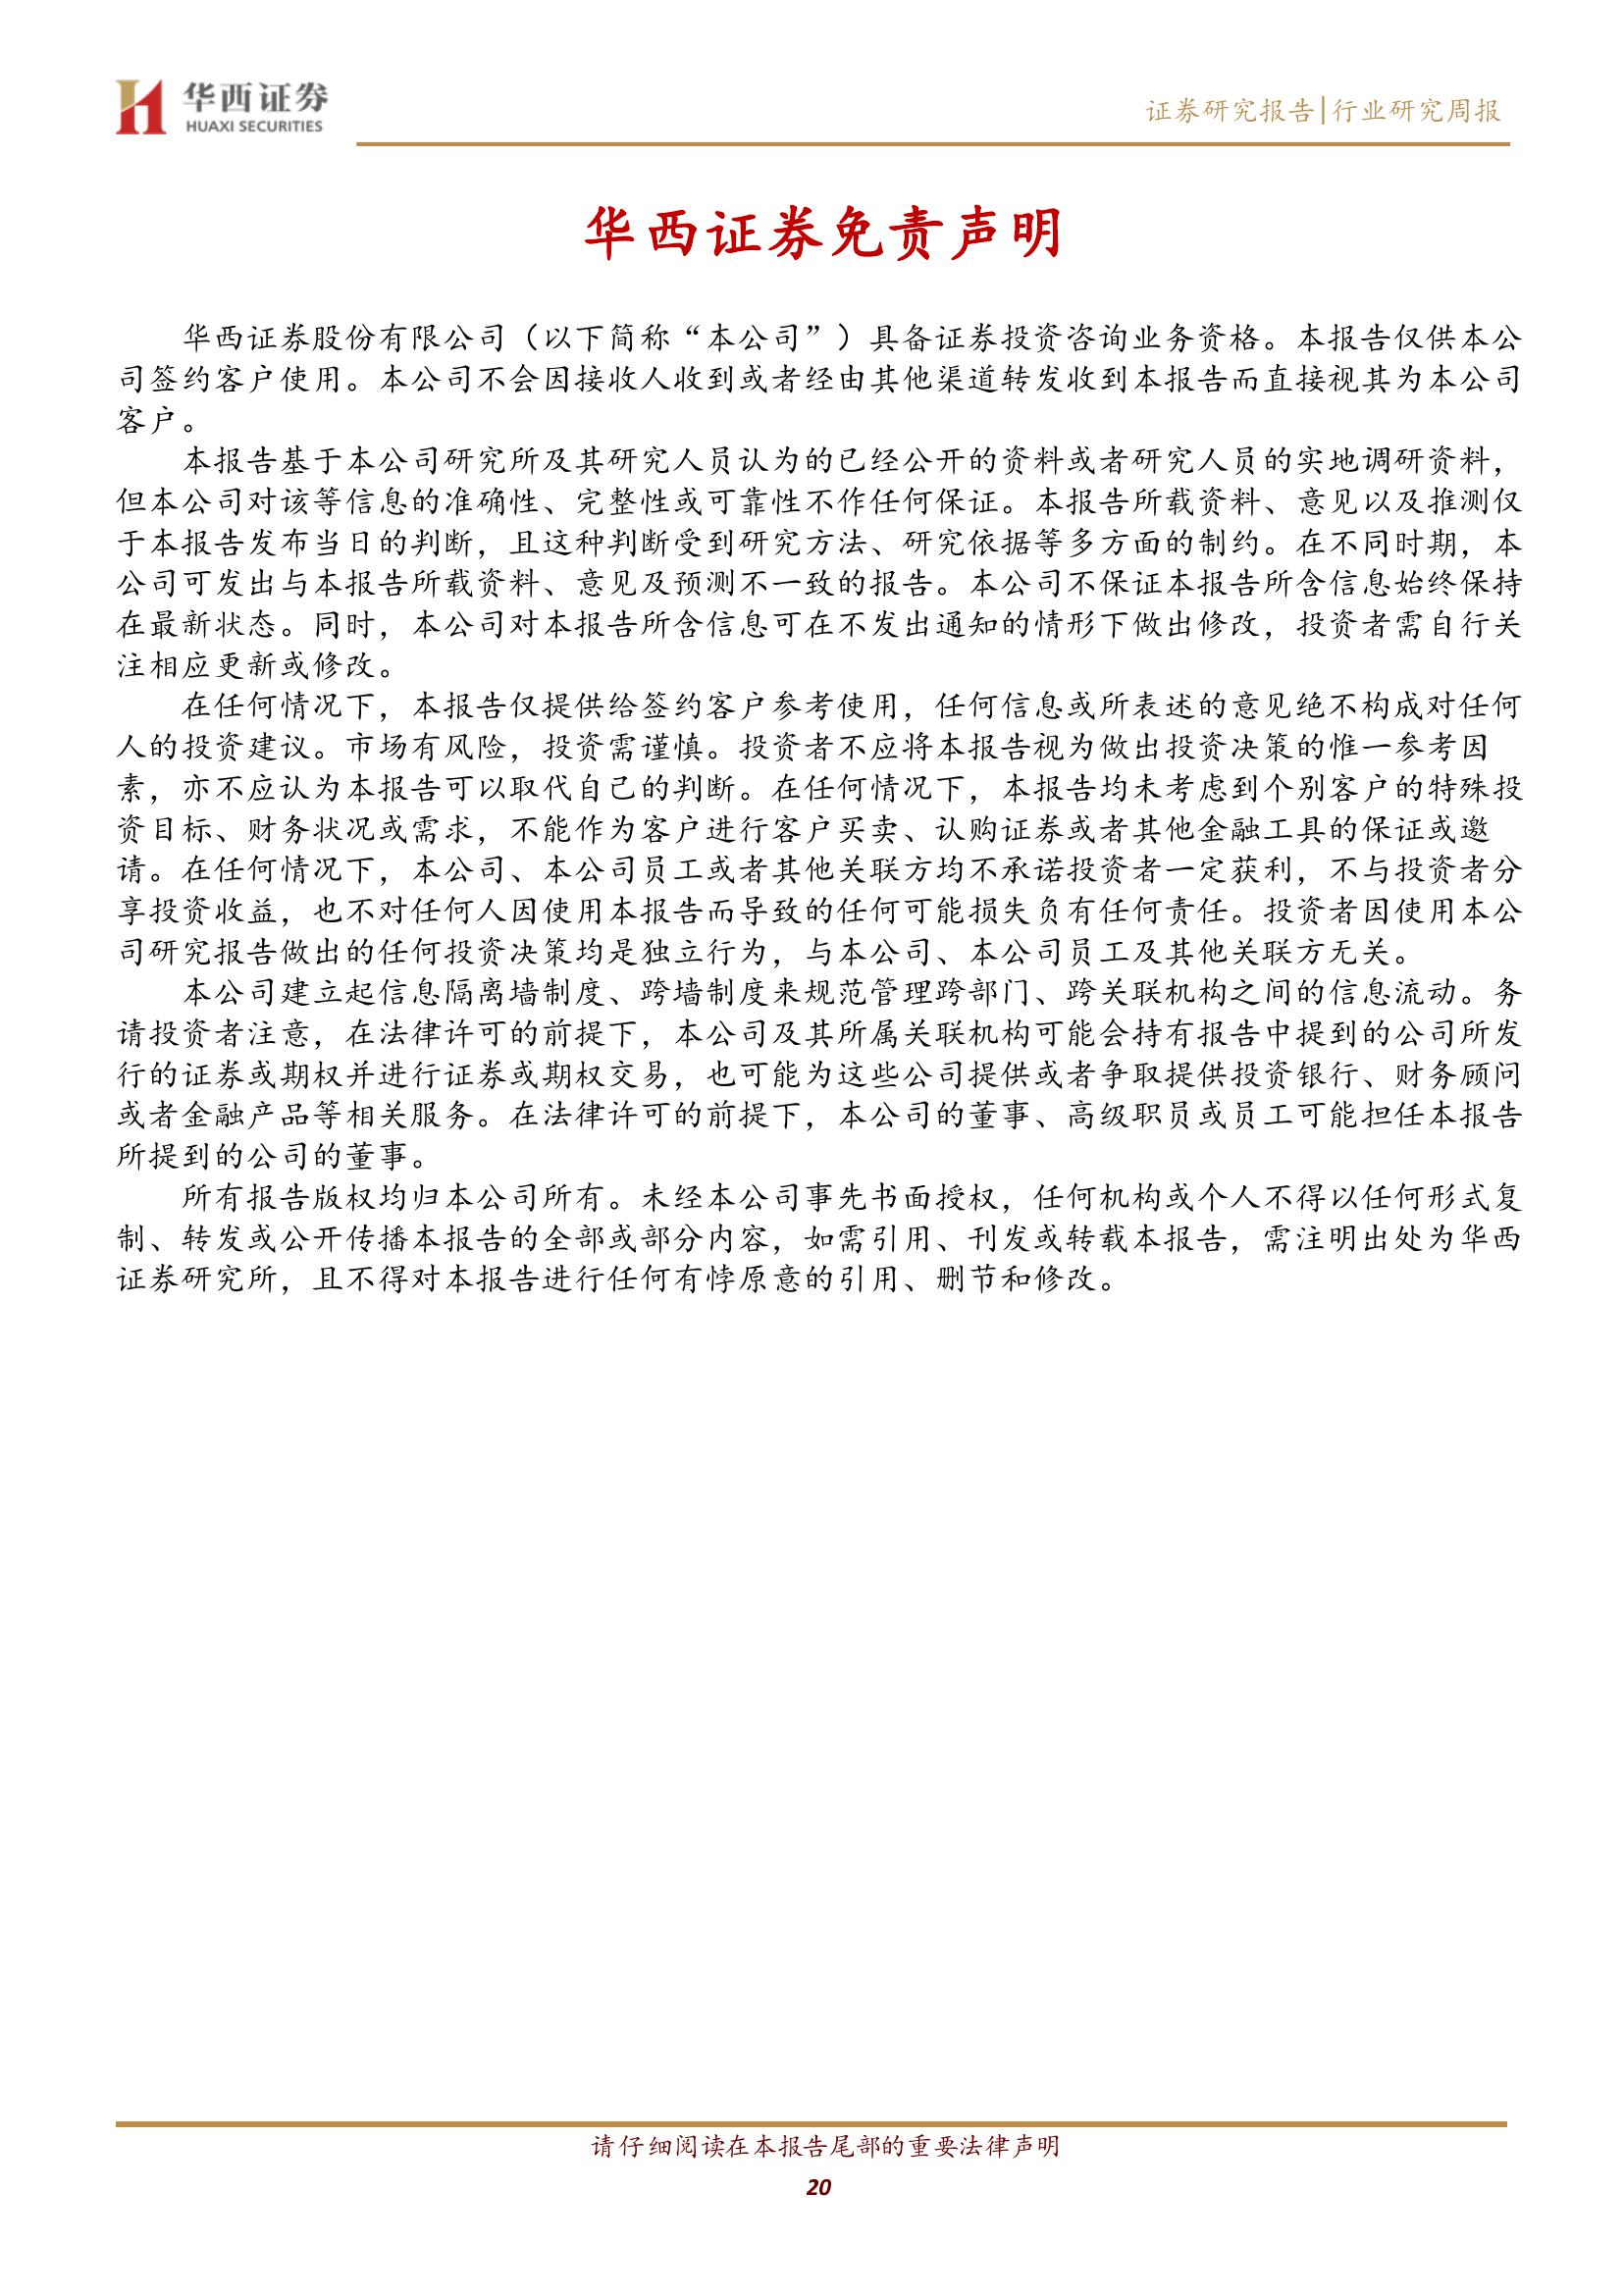 华西证券
HUAXI SECURITIES
证券研究报告|行业研究周报
华西证券免责声明
华西证券股份有限公司（以下简称“本公司”）具备证券投资咨询业务资格。本报告仅供本公
司签约客户使用。本公司不会因接收人收到或者经由其他渠道转发收到本报告而直接视其为本公司
客户。
本报告基于本公司研究所及其研究人员认为的已经公开的资料或者研究人员的实地调研资料，
但本公司对该等信息的准确性、完整性或可靠性不作任何保证。本报告所载资料、意见以及推测仅
于本报告发布当日的判断，且这种判断受到研究方法、研究依据等多方面的制约。在不同时期，本
公司可发出与本报告所载资料、意见及预测不一致的报告。本公司不保证本报告所含信息始终保持
在最新状态。同时，本公司对本报告所含信息可在不发出通知的情形下做出修改，投资者需自行关
注相应更新或修改。
在任何情况下，本报告仅提供给签约客户参考使用，任何信息或所表述的意见绝不构成对任何
人的投资建议。市场有风险，投资需谨慎。投资者不应将本报告视为做出投资决策的惟一参考因
素，亦不应认为本报告可以取代自己的判断。在任何情况下，本报告均未考虑到个别客户的特殊投
资目标、财务状况或需求，不能作为客户进行客户买卖、认购证券或者其他金融工具的保证或邀
请。在任何情况下，本公司、本公司员工或者其他关联方均不承诺投资者一定获利，不与投资者分
享投资收益，也不对任何人因使用本报告而导致的任何可能损失负有任何责任。投资者因使用本公
司研究报告做出的任何投资决策均是独立行为，与本公司、本公司员工及其他关联方无关。
本公司建立起信息隔离墙制度、跨墙制度来规范管理跨部门、跨关联机构之间的信息流动。务
请投资者注意，在法律许可的前提下，本公司及其所属关联机构可能会持有报告中提到的公司所发
行的证券或期权并进行证券或期权交易，也可能为这些公司提供或者争取提供投资银行、财务顾问
或者金融产品等相关服务。在法律许可的前提下，本公司的董事、高级职员或员工可能担任本报告
所提到的公司的董事。
所有报告版权均归本公司所有。未经本公司事先书面授权，任何机构或个人不得以任何形式复
制、转发或公开传播本报告的全部或部分内容，如需引用、刊发或转载本报告，需注明出处为华西
证券研究所，且不得对本报告进行任何有悖原意的引用、删节和修改。
请仔细阅读在本报告尾部的重要法律声明
20